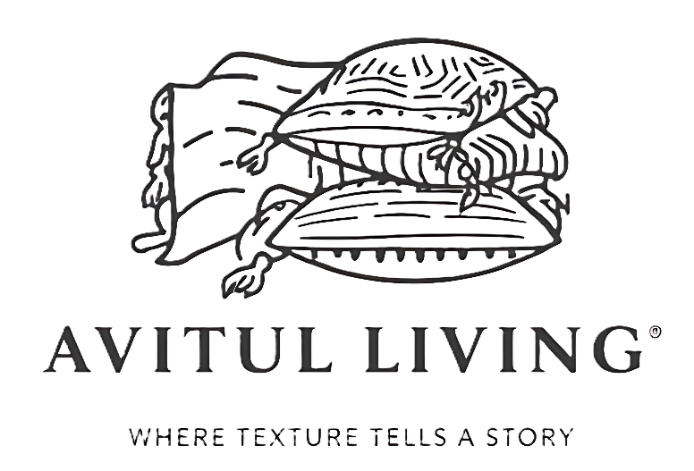 AVITUL LIVING®
WHERE TEXTURE TELLS A STORY